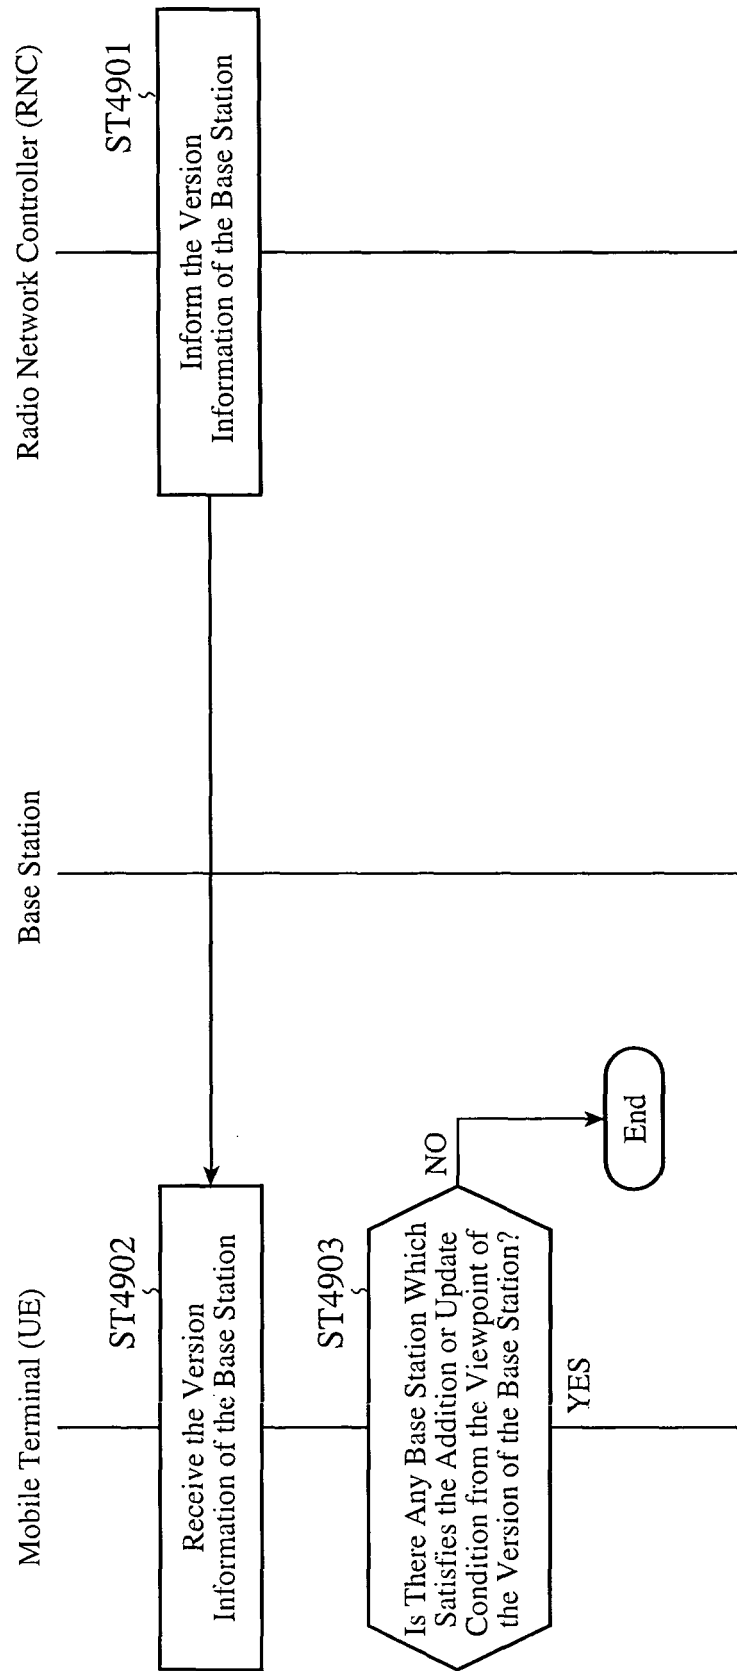 Mobile Terminal (UE)
Base Station
Radio Network Controller (RNC)
ST4901
Inform the Version
Information of the Base Station
ST4902
Receive the Version
Information of the Base Station
ST4903
Is There Any Base Station Which
Satisfies the Addition or Update
Condition from the Viewpoint of
the Version of the Base Station?
NO
End
YES